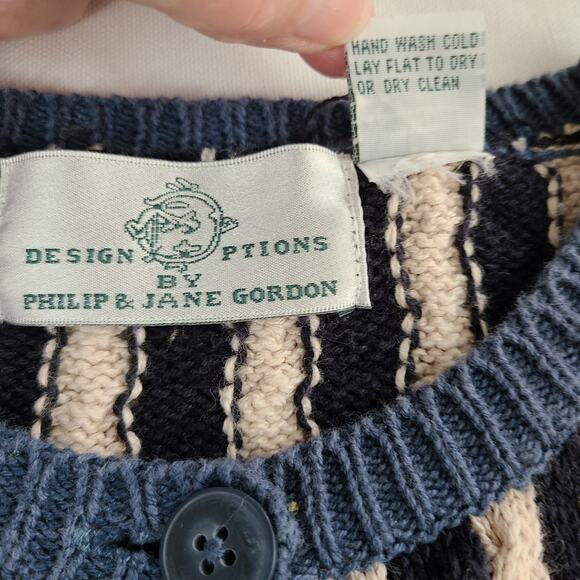 HAND WASH COLD
LAY FLAT TO DRY
OR DRY CLEAN
DESIGN OPTIONS
BY
PHILIP & JANE GORDON